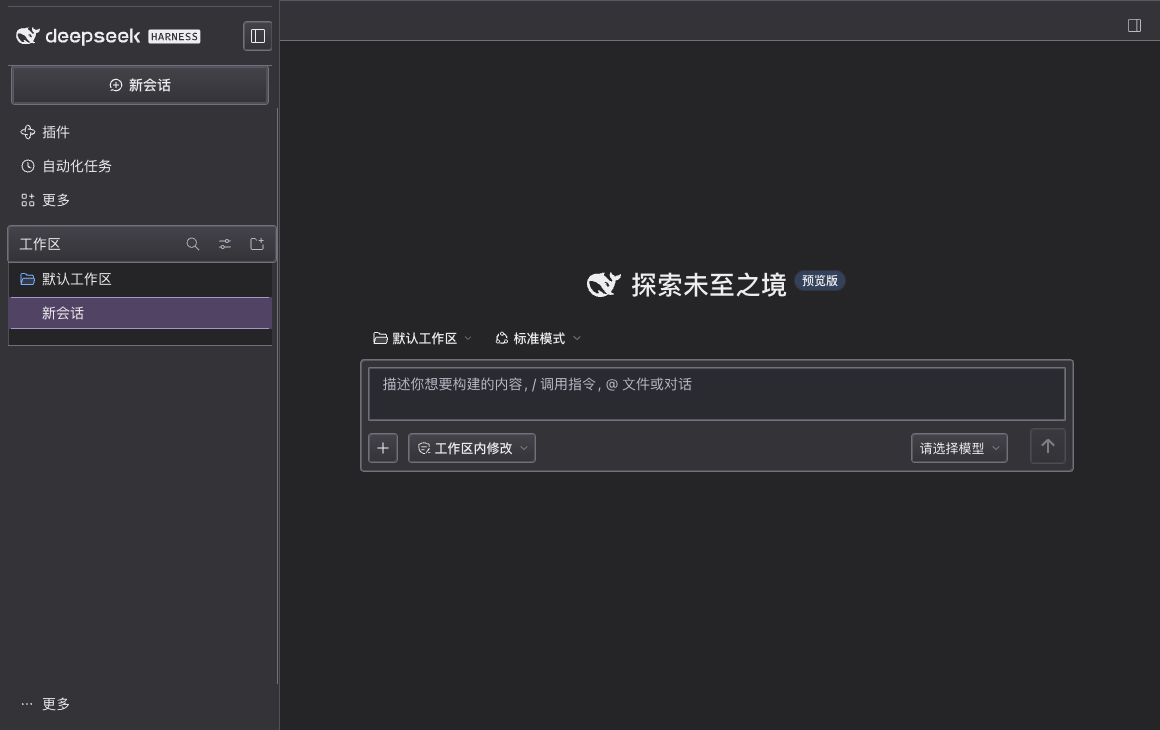 deepseek HARNESS
新会话
插件
自动化任务
更多
工作区
默认工作区
新会话
更多
探索未至之境 预览版
默认工作区 标准模式
描述你想要构建的内容, / 调用指令, @ 文件或对话
工作区内修改 请选择模型